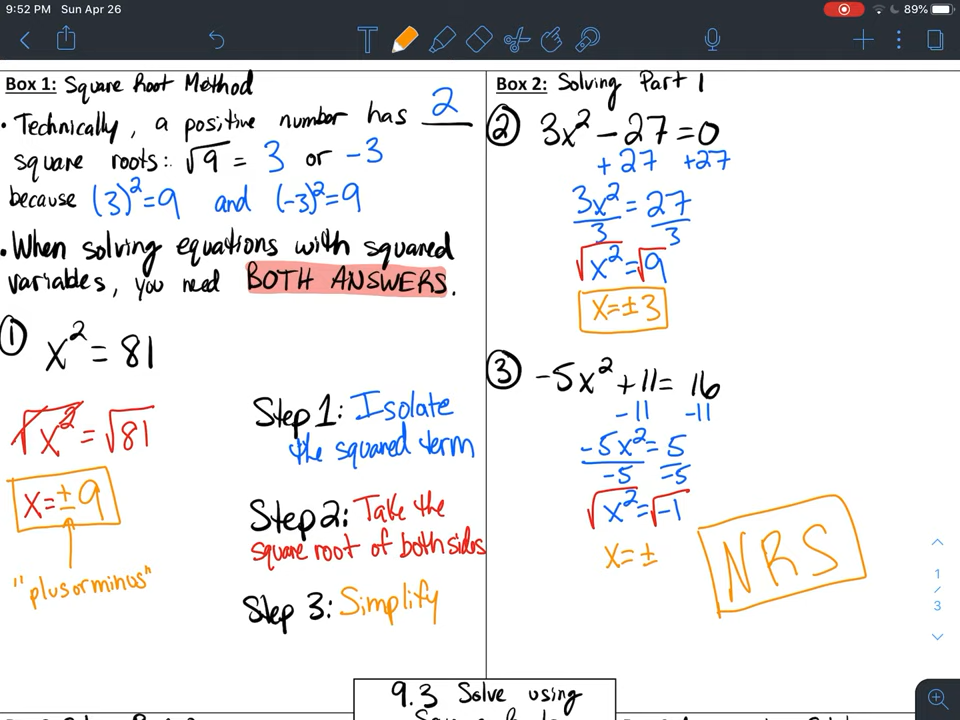 9:52 PM Sun Apr 26
89%
Box 1: Square Root Method
• Technically, a positive number has 2
square roots: √9 = 3 or -3
because (3)²=9 and (-3)²=9
• When solving equations with squared
variables, you need BOTH ANSWERS.
① x² = 81
√x² = √81
x=±9
"plus or minus"
Step 1: Isolate
the squared term
Step 2: Take the
square root of both sides
Step 3: Simplify
Box 2: Solving Part 1
② 3x² - 27 = 0
+27 +27
3x² = 27
3 3
√x² = √9
x=±3
③ -5x² + 11 = 16
-11 -11
-5x² = 5
-5 -5
√x² = √-1
x=±
NRS
1
/
3
9.3 Solve using